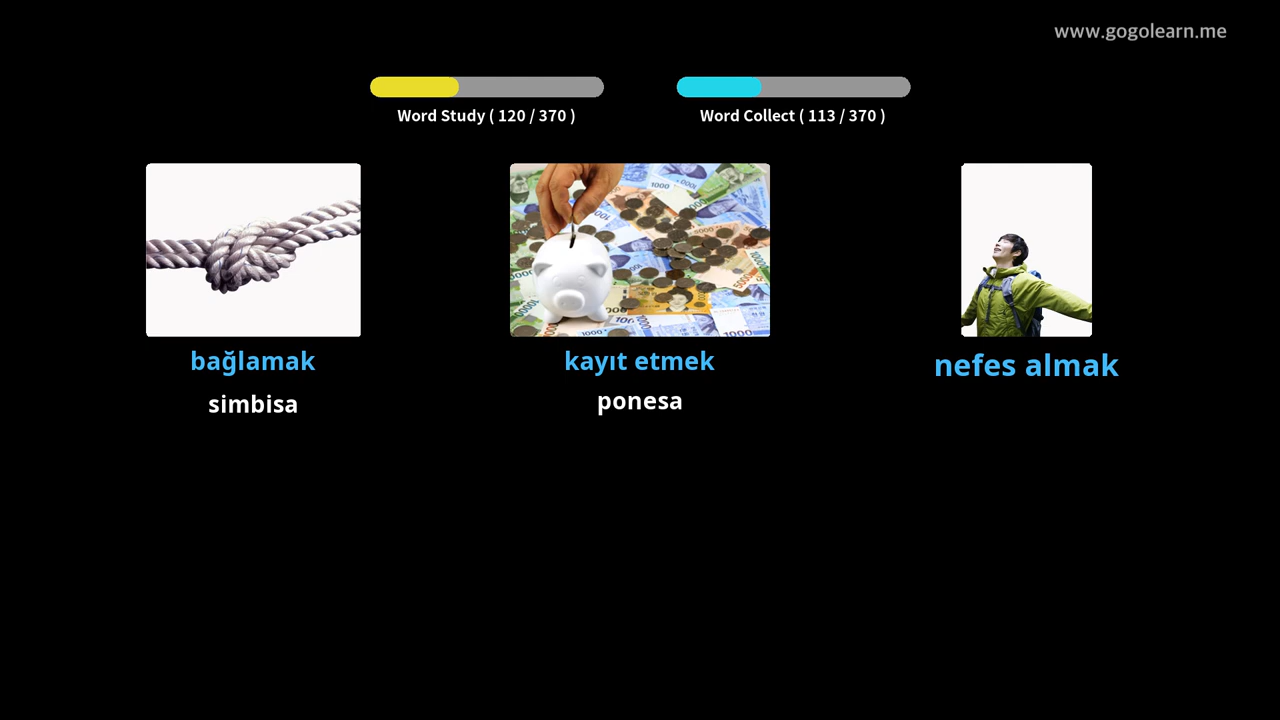 www.gogolearn.me
Word Study ( 120 / 370 )
Word Collect ( 113 / 370 )
bağlamak
simbisa
kayıt etmek
ponesa
nefes almak